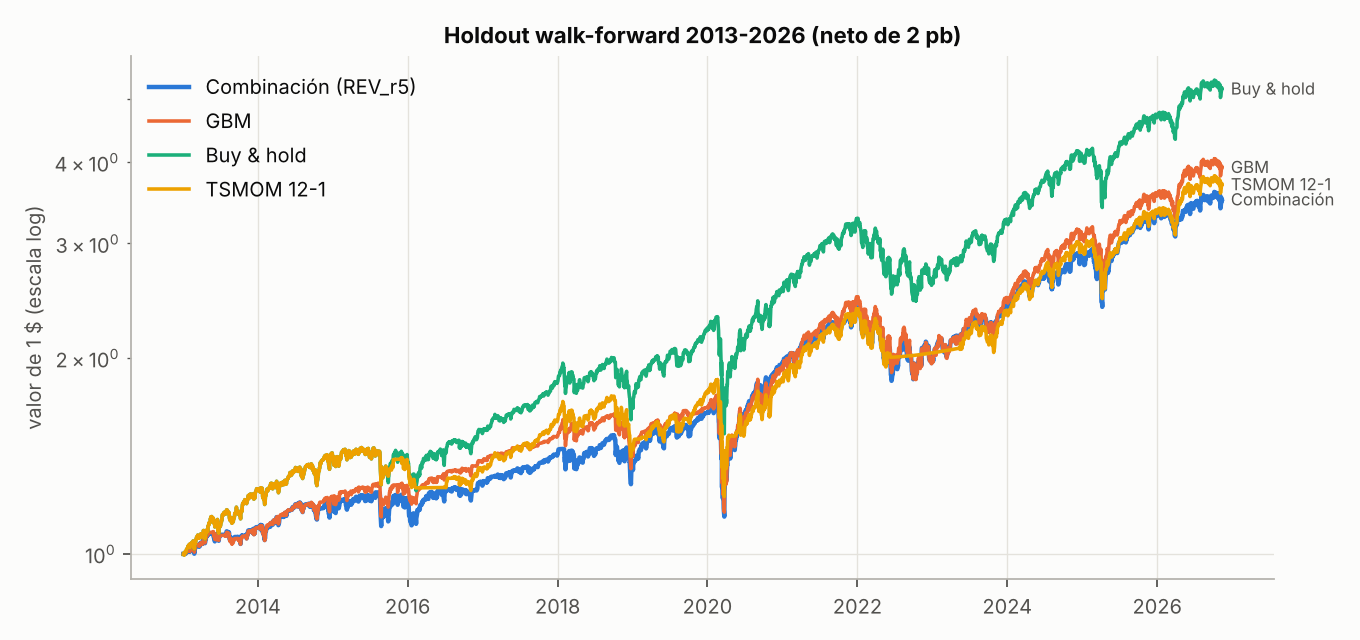 Holdout walk-forward 2013-2026 (neto de 2 pb)
Combinación (REV_r5)
GBM
Buy & hold
TSMOM 12-1
valor de 1 $ (escala log)
4 × 10⁰
3 × 10⁰
2 × 10⁰
10⁰
Buy & hold
GBM
TSMOM 12-1
Combinación
2014 2016 2018 2020 2022 2024 2026